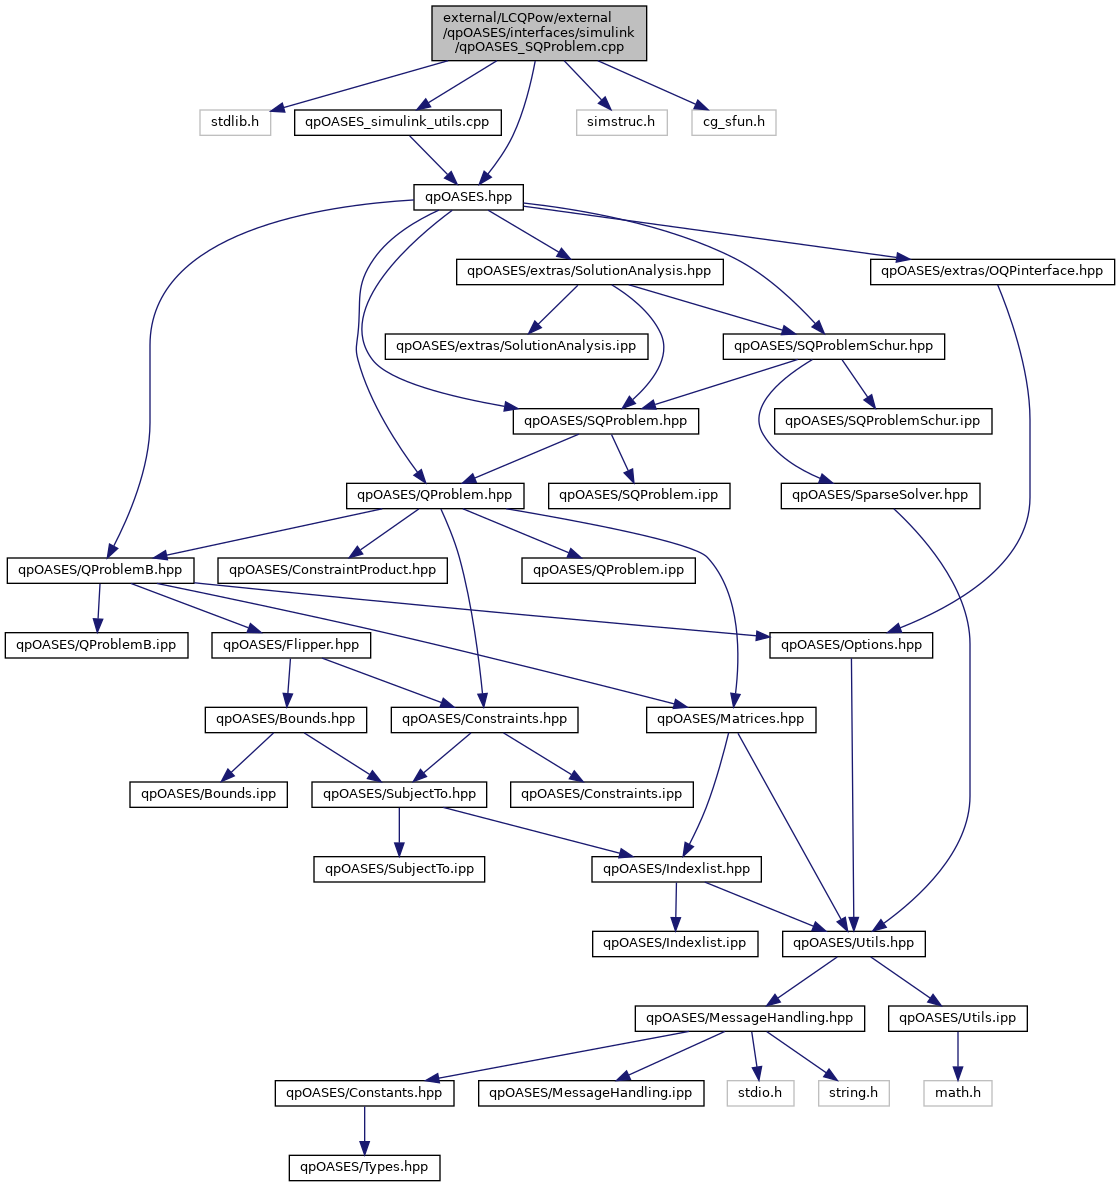 external/LCQPow/external
/qpOASES/interfaces/simulink
/qpOASES_SQProblem.cpp
stdlib.h
qpOASES_simulink_utils.cpp
simstruc.h
cg_sfun.h
qpOASES.hpp
qpOASES/extras/SolutionAnalysis.hpp
qpOASES/extras/OQPinterface.hpp
qpOASES/extras/SolutionAnalysis.ipp
qpOASES/SQProblemSchur.hpp
qpOASES/SQProblem.hpp
qpOASES/SQProblemSchur.ipp
qpOASES/QProblem.hpp
qpOASES/SQProblem.ipp
qpOASES/SparseSolver.hpp
qpOASES/QProblemB.hpp
qpOASES/ConstraintProduct.hpp
qpOASES/QProblem.ipp
qpOASES/QProblemB.ipp
qpOASES/Flipper.hpp
qpOASES/Options.hpp
qpOASES/Bounds.hpp
qpOASES/Constraints.hpp
qpOASES/Matrices.hpp
qpOASES/Bounds.ipp
qpOASES/SubjectTo.hpp
qpOASES/Constraints.ipp
qpOASES/SubjectTo.ipp
qpOASES/Indexlist.hpp
qpOASES/Indexlist.ipp
qpOASES/Utils.hpp
qpOASES/MessageHandling.hpp
qpOASES/Utils.ipp
qpOASES/Constants.hpp
qpOASES/MessageHandling.ipp
stdio.h
string.h
math.h
qpOASES/Types.hpp